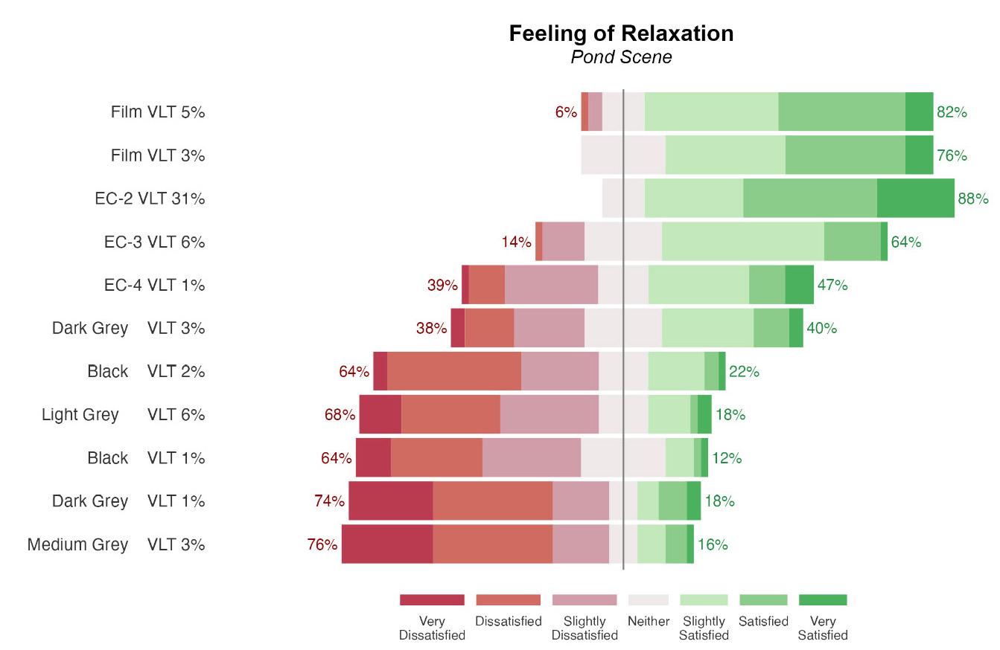 Feeling of Relaxation
Pond Scene
Film VLT 5% 6% 82%
Film VLT 3% 76%
EC-2 VLT 31% 88%
EC-3 VLT 6% 14% 64%
EC-4 VLT 1% 39% 47%
Dark Grey VLT 3% 38% 40%
Black VLT 2% 64% 22%
Light Grey VLT 6% 68% 18%
Black VLT 1% 64% 12%
Dark Grey VLT 1% 74% 18%
Medium Grey VLT 3% 76% 16%
Very Dissatisfied
Dissatisfied
Slightly Dissatisfied
Neither
Slightly Satisfied
Satisfied
Very Satisfied